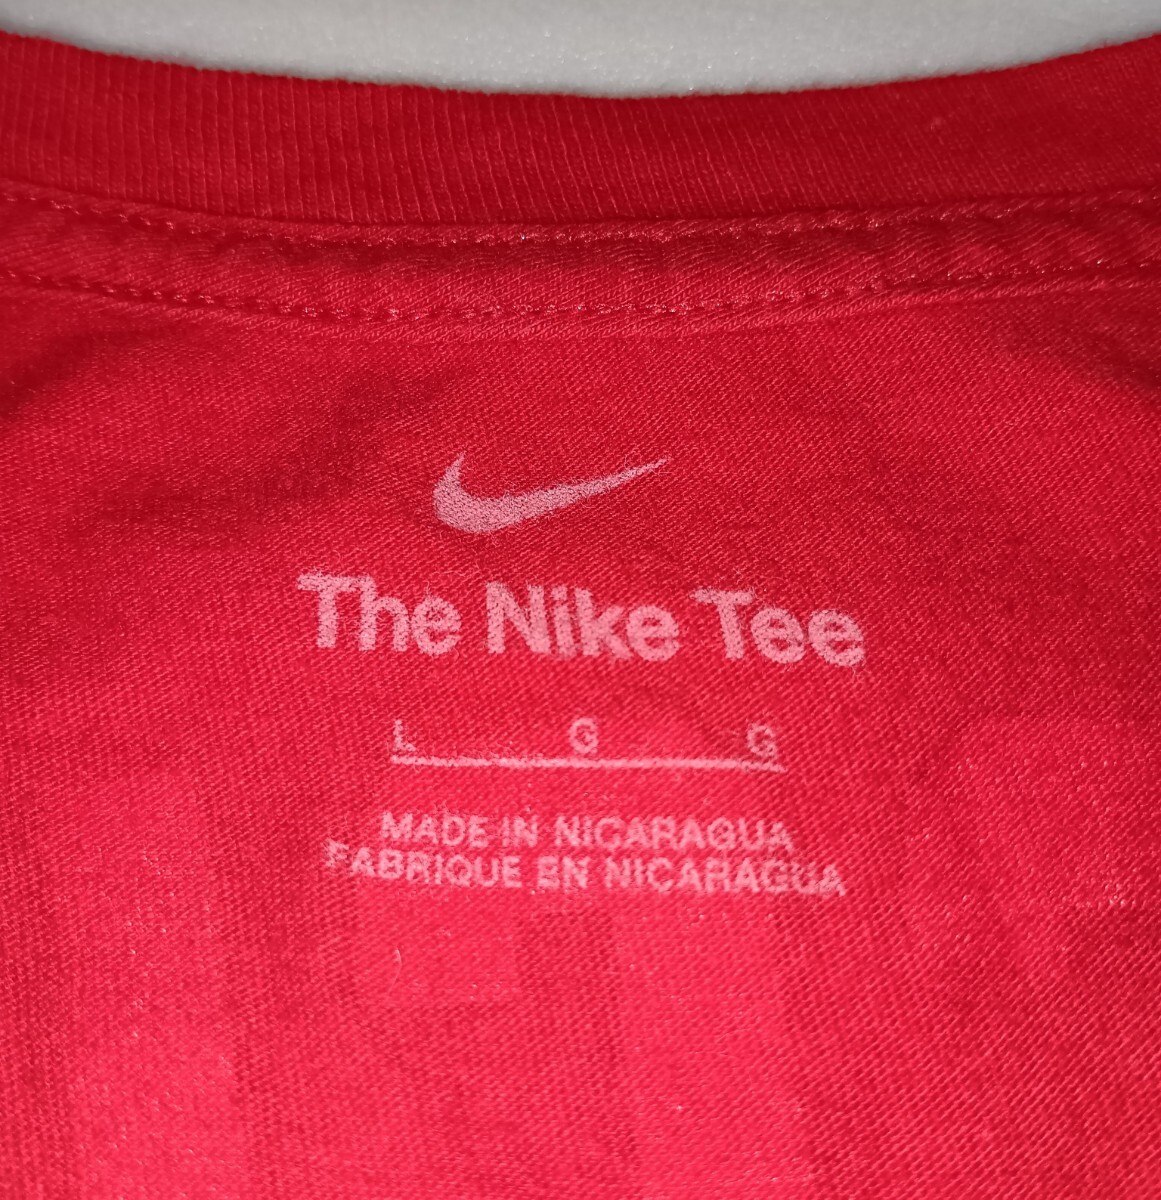 The Nike Tee
L G G
MADE IN NICARAGUA
FABRIQUE EN NICARAGUA